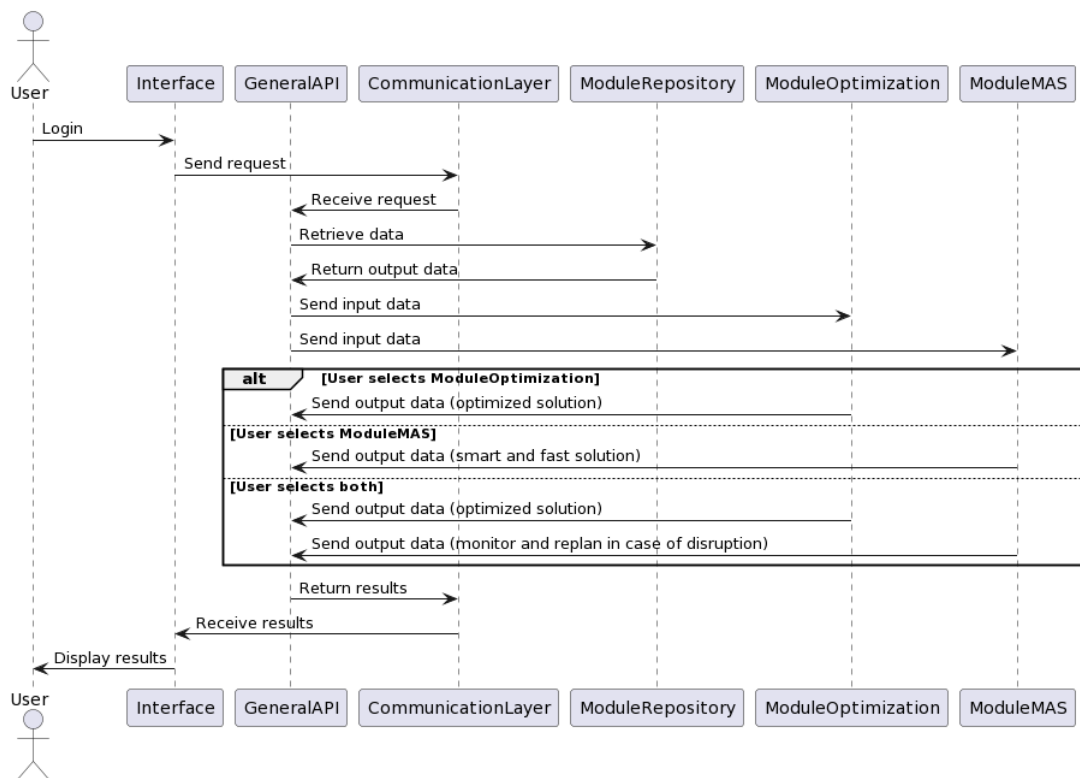 User
Interface
GeneralAPI
CommunicationLayer
ModuleRepository
ModuleOptimization
ModuleMAS
Login
Send request
Receive request
Retrieve data
Return output data
Send input data
Send input data
alt
[User selects ModuleOptimization]
Send output data (optimized solution)
[User selects ModuleMAS]
Send output data (smart and fast solution)
[User selects both]
Send output data (optimized solution)
Send output data (monitor and replan in case of disruption)
Return results
Receive results
Display results
User
Interface
GeneralAPI
CommunicationLayer
ModuleRepository
ModuleOptimization
ModuleMAS